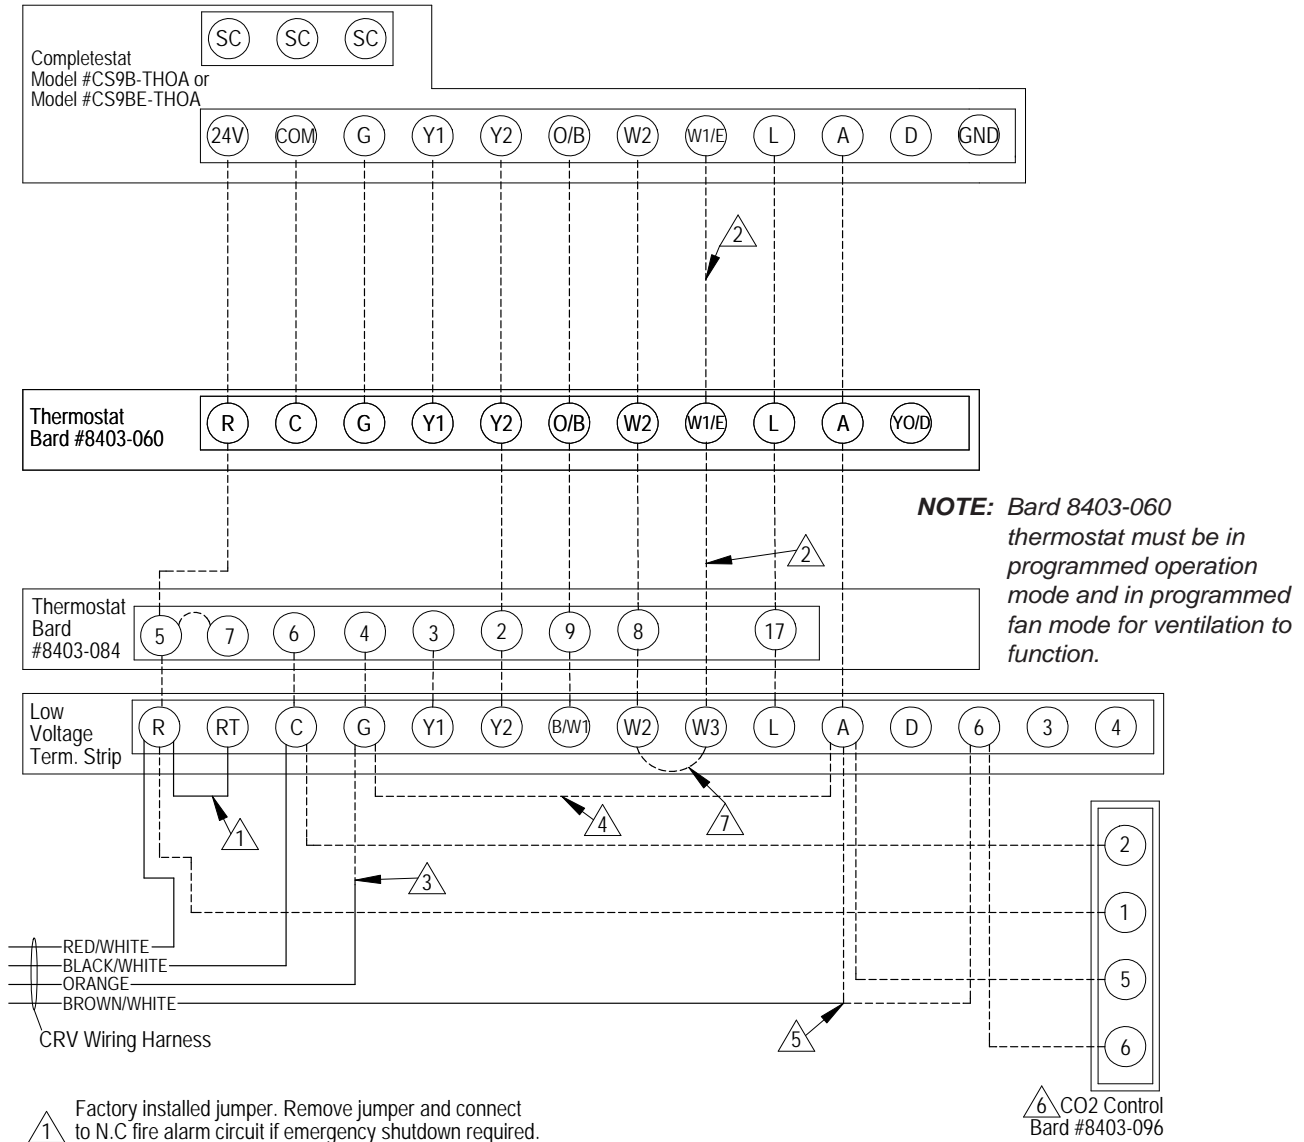 SC SC SC
Completestat
Model #CS9B-THOA or
Model #CS9BE-THOA
24V COM G Y1 Y2 O/B W2 W1/E L A D GND
2
Thermostat
Bard #8403-060
R C G Y1 Y2 O/B W2 W1/E L A YO/D
NOTE: Bard 8403-060
thermostat must be in
programmed operation
mode and in programmed
fan mode for ventilation to
function.
2
Thermostat
Bard
#8403-084
5 7 6 4 3 2 9 8 17
Low
Voltage
Term. Strip
R RT C G Y1 Y2 B/W1 W2 W3 L A D 6 3 4
1
4
7
3
2
1
5
6
RED/WHITE
BLACK/WHITE
ORANGE
BROWN/WHITE
5
CRV Wiring Harness
6 CO2 Control
Bard #8403-096
Factory installed jumper. Remove jumper and connect
1 to N.C fire alarm circuit if emergency shutdown required.